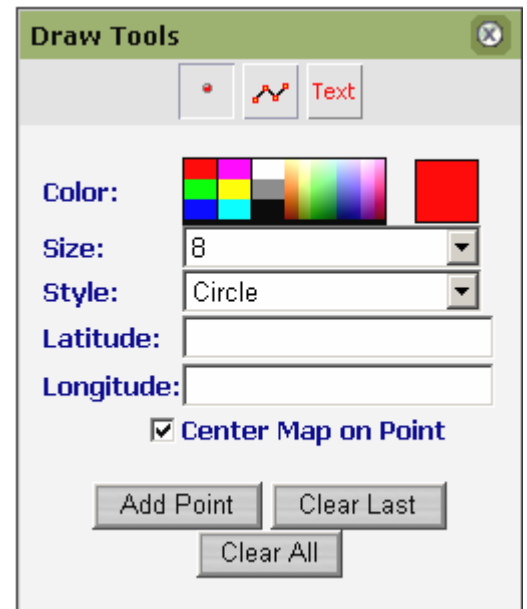 Draw Tools
Text
Color:
Size: 8
Style: Circle
Latitude:
Longitude:
Center Map on Point
Add Point Clear Last
Clear All